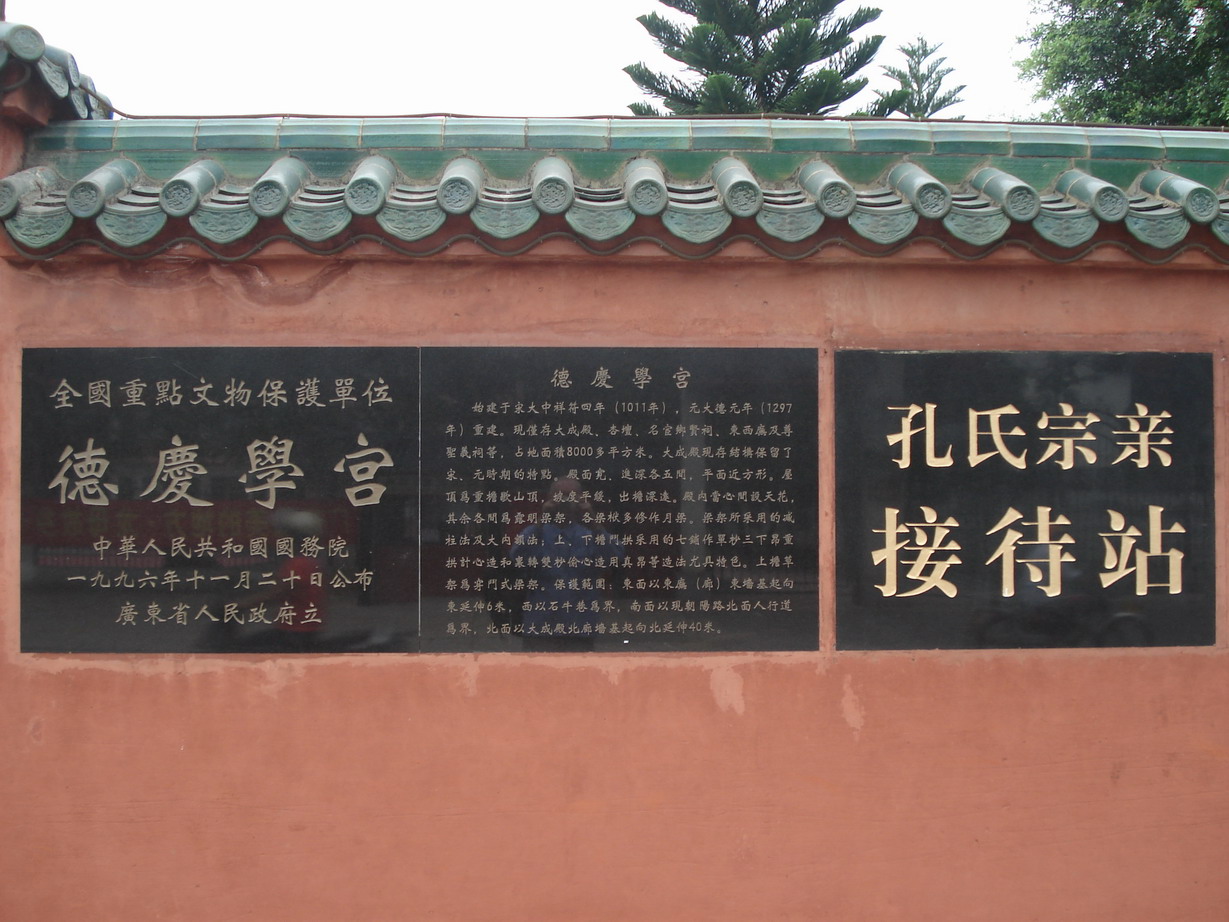 全國重點文物保護單位
德慶學宮
中華人民共和國國務院
一九九六年十一月二十日公布
廣東省人民政府立
德慶學宮
始建于宋大中祥符四年（1011年），元大德元年（1297
年）重建。現僅存大成殿、杏壇、名宦鄉賢祠、東西廡及尊
聖義祠等，占地面積8000多平方米。大成殿現存結構保留了
宋、元時期的特點。殿面寬、進深各五間，平面近方形。屋
頂爲重檐歇山頂，坡度平緩，出檐深遠。殿内當心間設天花，
其余各間爲露明梁架，各梁栿多修作月梁。梁架所采用的减
柱法及大内額法；上、下檐鬥拱采用的七鋪作單抄三下昂重
拱計心造和裏轉雙抄偷心造用真昂等造法尤具特色。上檐草
架爲穿鬥式梁架。保護範圍：東面以東廡（廊）東墻基起向
東延伸6米，西以石牛巷爲界，南面以現朝陽路北面人行道
爲界，北面以大成殿北廊墻基起向北延伸40米。
孔氏宗亲
接待站